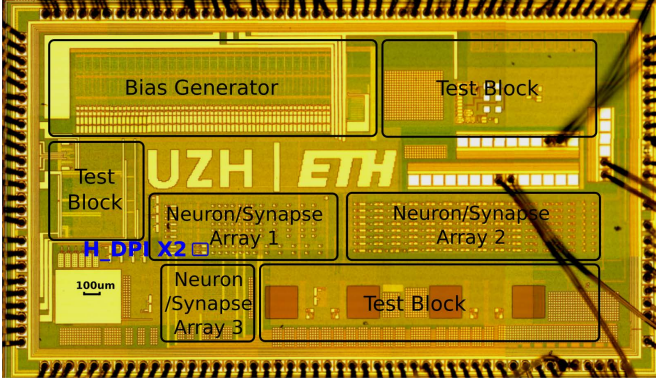 Bias Generator
Test Block
Test
Block
UZH | ETH
Neuron/Synapse
Array 1
Neuron/Synapse
Array 2
H_DPI X2
100um
Neuron
/Synapse
Array 3
Test Block